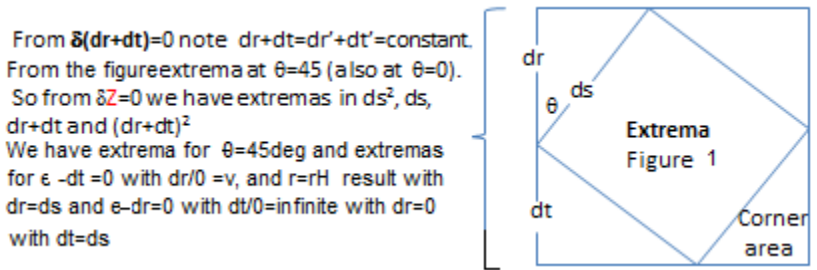 From δ(dr+dt)=0 note dr+dt=dr’+dt’=constant.
From the figureextrema at θ=45 (also at θ=0).
So from δZ=0 we have extremas in ds², ds,
dr+dt and (dr+dt)²
We have extrema for θ=45deg and extremas
for ε -dt =0 with dr/0 =v, and r=rH result with
dr=ds and e–dr=0 with dt/0=infinite with dr=0
with dt=ds
dr
θ
ds
dt
Extrema
Figure 1
Corner
area